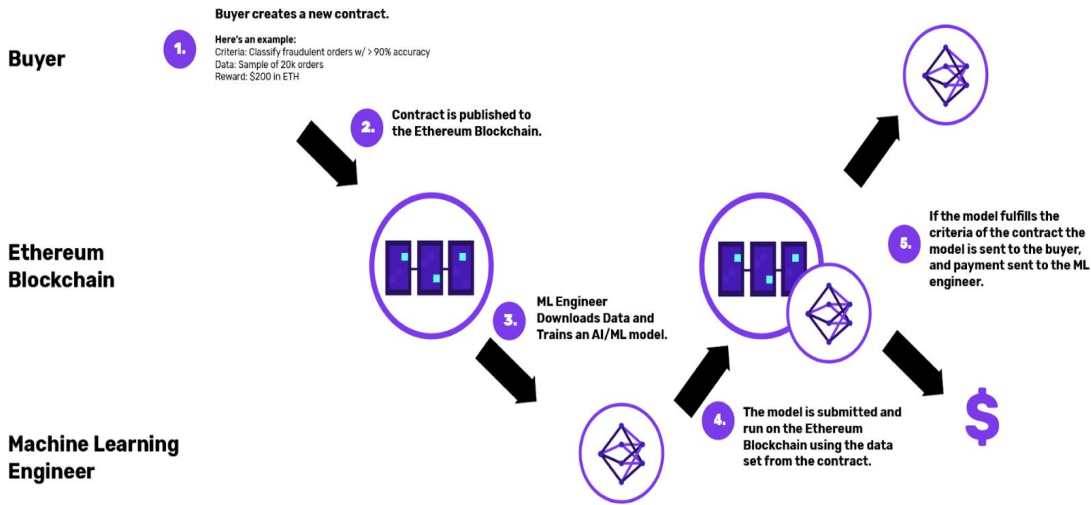 Buyer
1.
Buyer creates a new contract.
Here's an example:
Criteria: Classify fraudulent orders w/ > 90% accuracy
Data: Sample of 20k orders
Reward: $200 in ETH
2.
Contract is published to
the Ethereum Blockchain.
Ethereum
Blockchain
3.
ML Engineer
Downloads Data and
Trains an AI/ML model.
Machine Learning
Engineer
4.
The model is submitted and
run on the Ethereum
Blockchain using the data
set from the contract.
5.
If the model fulfills the
criteria of the contract the
model is sent to the buyer,
and payment sent to the ML
engineer.
$